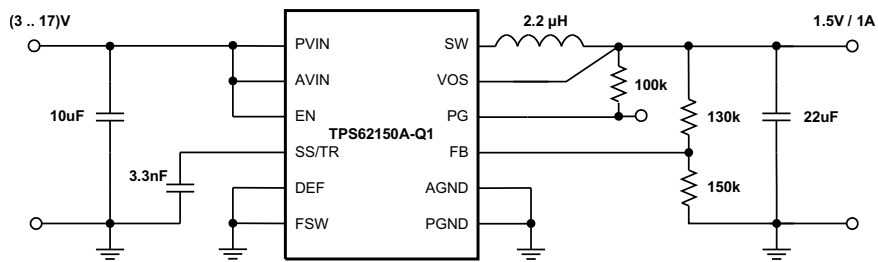 (3 .. 17)V
2.2 µH
1.5V / 1A
PVIN
SW
AVIN
VOS
100k
10uF
EN
PG
130k
22uF
TPS62150A-Q1
SS/TR
FB
3.3nF
DEF
AGND
150k
FSW
PGND